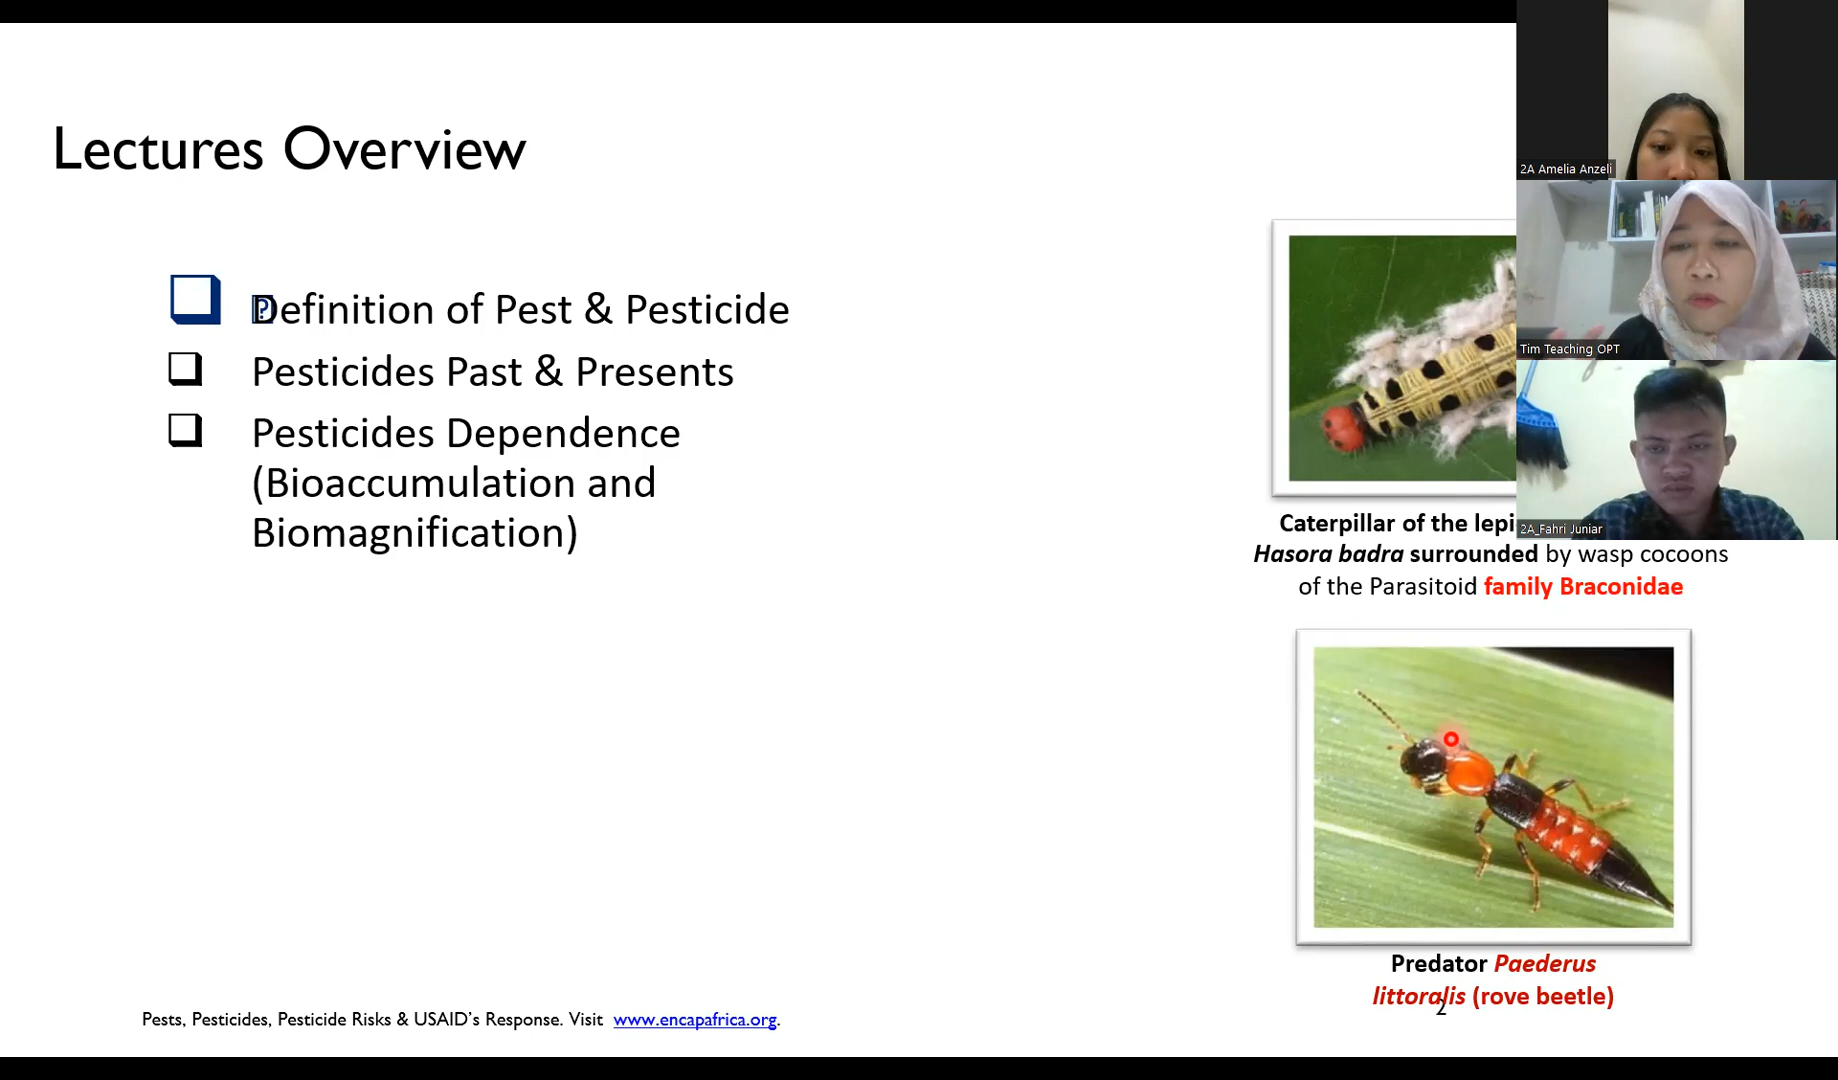 Lectures Overview
Definition of Pest & Pesticide
Pesticides Past & Presents
Pesticides Dependence
(Bioaccumulation and
Biomagnification)
2A Amelia Anzeli
Tim Teaching OPT
2A_Fahri Juniar
Caterpillar of the
Hasora badra surrounded by wasp cocoons
of the Parasitoid family Braconidae
Predator Paederus
littoralis (rove beetle)
2
Pests, Pesticides, Pesticide Risks & USAID's Response. Visit www.encapafrica.org.